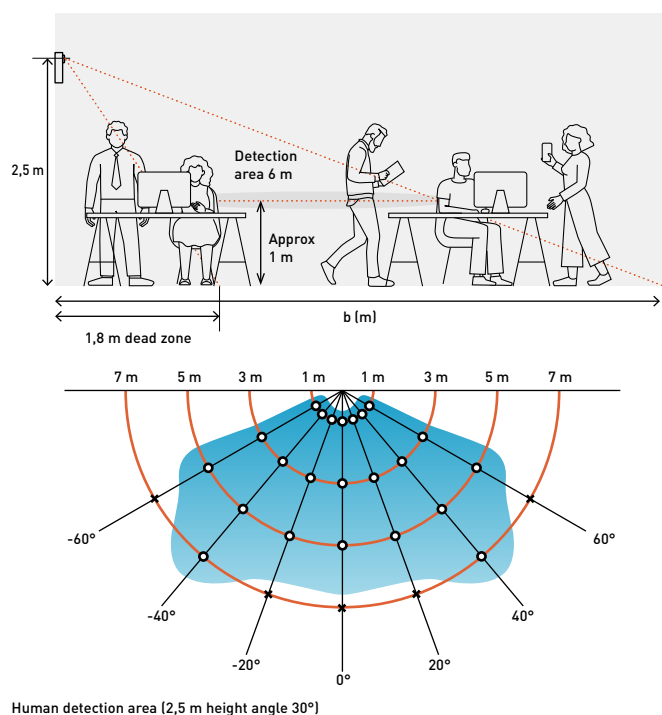 2,5 m
Detection
area 6 m
Approx
1 m
b (m)
1,8 m dead zone
7 m 5 m 3 m 1 m 1 m 3 m 5 m 7 m
-60° 60°
-40° 40°
-20° 20°
0°
Human detection area (2,5 m height angle 30°)